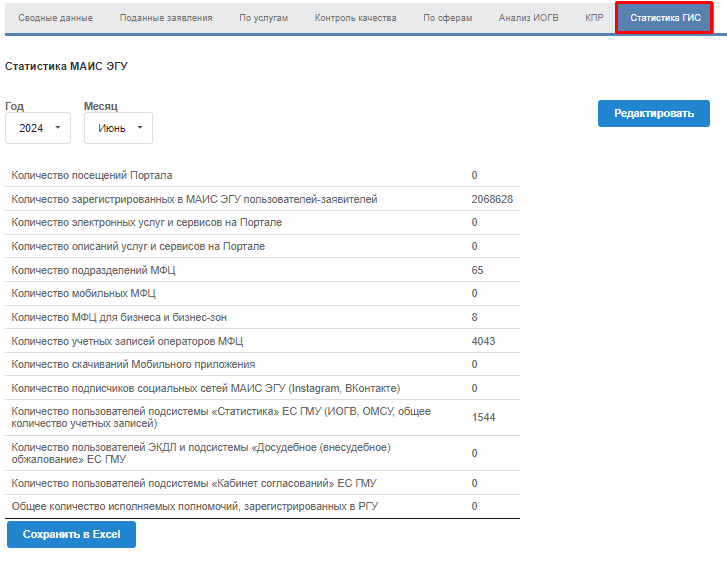 Сводные данные Поданные заявления По услугам Контроль качества По сферам Анализ ИОГВ КПР Статистика ГИС
Статистика МАИС ЭГУ
Год Месяц
2024 Июнь Редактировать
Количество посещений Портала 0
Количество зарегистрированных в МАИС ЭГУ пользователей-заявителей 2068628
Количество электронных услуг и сервисов на Портале 0
Количество описаний услуг и сервисов на Портале 0
Количество подразделений МФЦ 65
Количество мобильных МФЦ 0
Количество МФЦ для бизнеса и бизнес-зон 8
Количество учетных записей операторов МФЦ 4043
Количество скачиваний Мобильного приложения 0
Количество подписчиков социальных сетей МАИС ЭГУ (Instagram, ВКонтакте) 0
Количество пользователей подсистемы «Статистика» ЕС ГМУ (ИОГВ, ОМСУ, общее
количество учетных записей) 1544
Количество пользователей ЭКДЛ и подсистемы «Досудебное (внесудебное)
обжалование» ЕС ГМУ 0
Количество пользователей подсистемы «Кабинет согласований» ЕС ГМУ 0
Общее количество исполняемых полномочий, зарегистрированных в РГУ 0
Сохранить в Excel